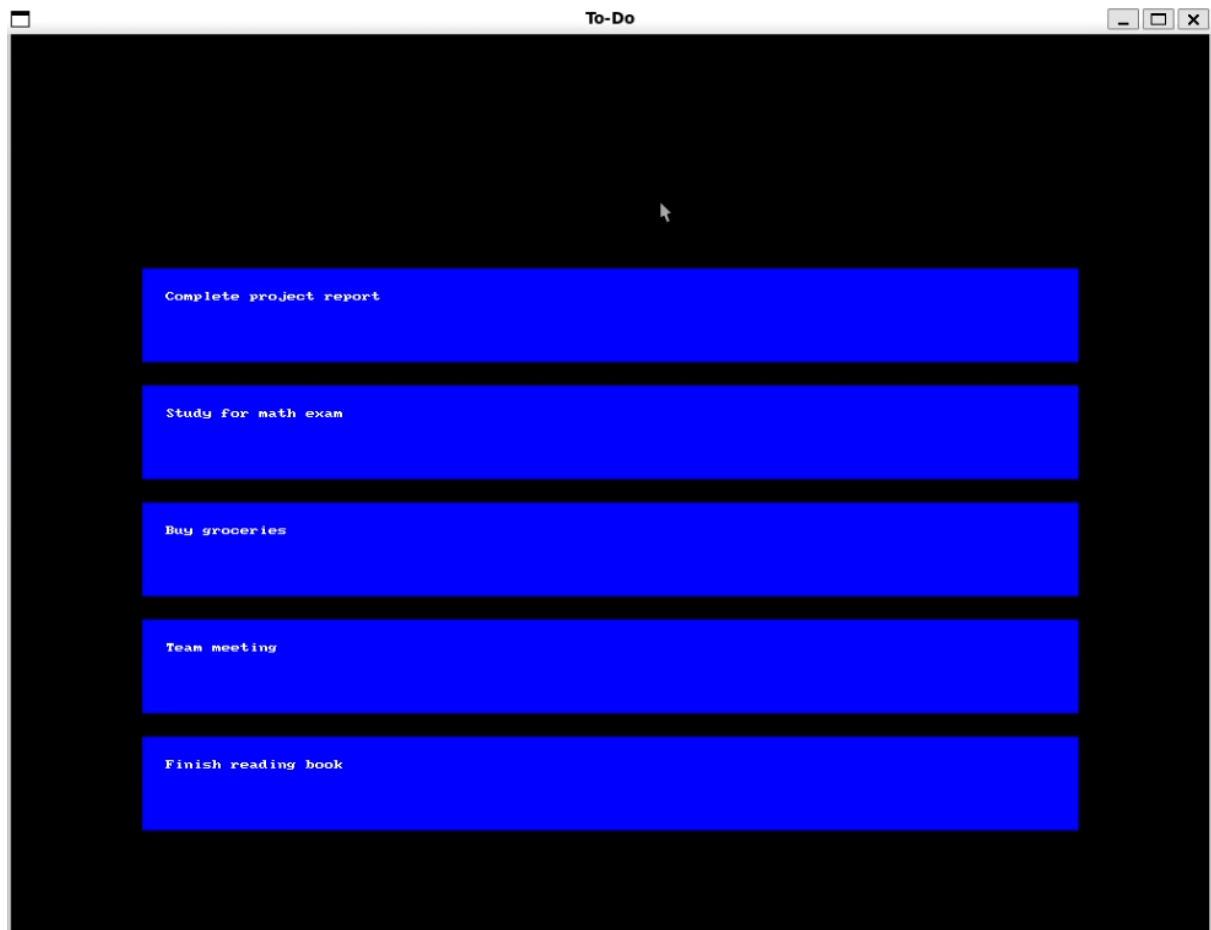 To-Do
Complete project report
Study for math exam
Buy groceries
Team meeting
Finish reading book